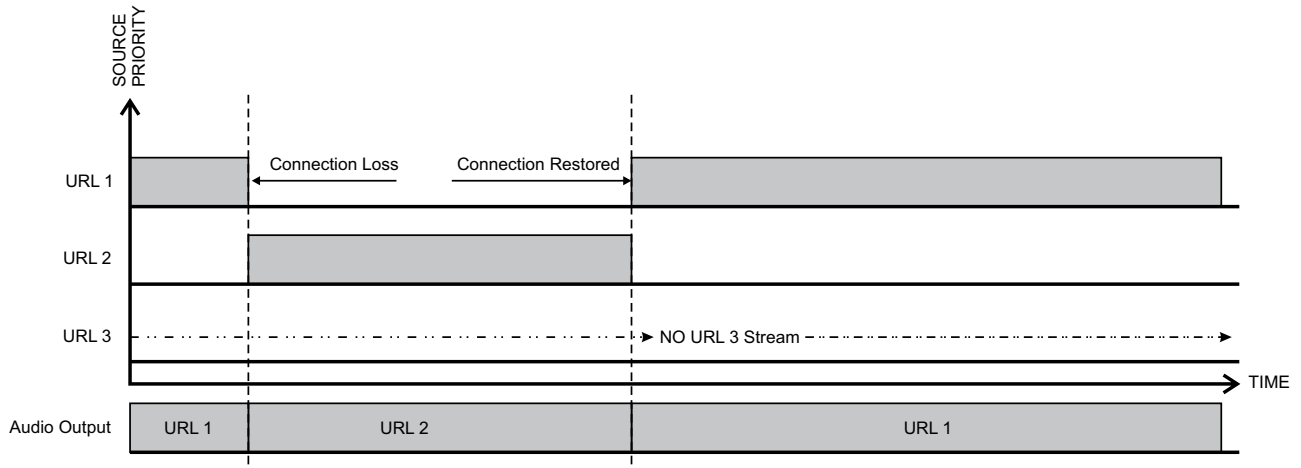 SOURCE
PRIORITY
URL 1
Connection Loss
Connection Restored
URL 2
URL 3
NO URL 3 Stream
TIME
Audio Output
URL 1
URL 2
URL 1